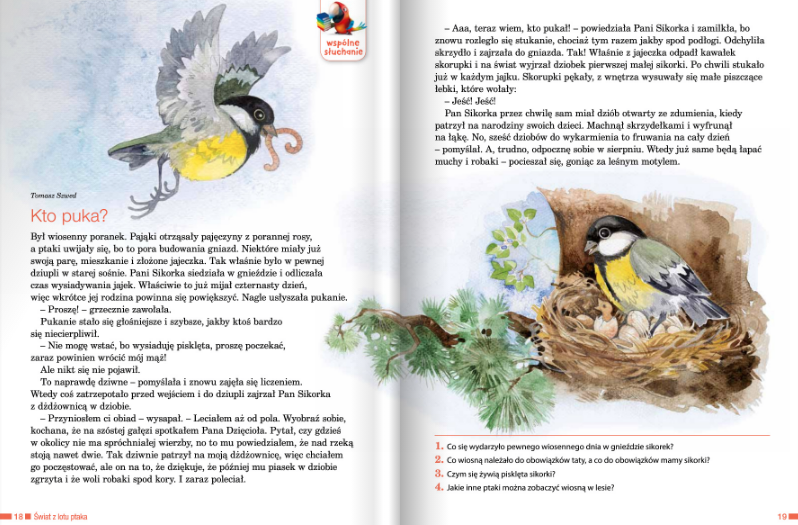 wspólne
słuchanie
Tomasz Szwed
Kto puka?
Był wiosenny poranek. Pająki otrząsały pajęczyny z porannej rosy,
a ptaki uwijały się, bo to pora budowania gniazd. Niektóre miały już
swoją parę, mieszkanie i złożone jajeczka. Tak właśnie było w pewnej
dziupli w starej sośnie. Pani Sikorka siedziała w gnieździe i odliczała
czas wysiadywania jajek. Właściwie to już mijał czternasty dzień,
więc wkrótce jej rodzina powinna się powiększyć. Nagle usłyszała pukanie.
– Proszę! – grzecznie zawołała.
Pukanie stało się głośniejsze i szybsze, jakby ktoś bardzo
się niecierpliwił.
– Nie mogę wstać, bo wysiaduję pisklęta, proszę poczekać,
zaraz powinien wrócić mój mąż!
Ale nikt się nie pojawił.
To naprawdę dziwne – pomyślała i znowu zajęła się liczeniem.
Wtedy coś zatrzepotało przed wejściem i do dziupli zajrzał Pan Sikorka
z dżdżownicą w dziobie.
– Przyniosłem ci obiad – wysapał. – Leciałem aż od pola. Wyobraź sobie,
kochana, że na szóstej gałęzi spotkałem Pana Dzięcioła. Pytał, czy gdzieś
w okolicy nie ma spróchniałej wierzby, no to mu powiedziałem, że nad rzeką
stoją nawet dwie. Tak dziwnie patrzył na moją dżdżownicę, więc chciałem
go poczęstować, ale on na to, że dziękuje, że później mu piasek w dziobie
zgrzyta i że woli robaki spod kory. I zaraz poleciał.
18 Świat z lotu ptaka
– Aaa, teraz wiem, kto pukał! – powiedziała Pani Sikorka i zamilkła, bo
znowu rozległo się stukanie, chociaż tym razem jakby spod podłogi. Odchyliła
skrzydło i zajrzała do gniazda. Tak! Właśnie z jajeczka odpadł kawałek
skorupki i na świat wyjrzał dziobek pierwszej małej sikorki. Po chwili stukało
już w każdym jajku. Skorupki pękały, z wnętrza wysuwały się małe piszczące
łebki, które wołały:
– Jeść! Jeść!
Pan Sikorka przez chwilę sam miał dziób otwarty ze zdumienia, kiedy
patrzył na narodziny swoich dzieci. Machnął skrzydełkami i wyfrunął
na łąkę. No, sześć dziobów do wykarmienia to fruwania na cały dzień
– pomyślał. A, trudno, odpocznę sobie w sierpniu. Wtedy już same będą łapać
muchy i robaki – pocieszał się, goniąc za leśnym motylem.
1. Co się wydarzyło pewnego wiosennego dnia w gnieździe sikorek?
2. Co wiosną należało do obowiązków taty, a co do obowiązków mamy sikorki?
3. Czym się żywią pisklęta sikorki?
4. Jakie inne ptaki można zobaczyć wiosną w lesie?
19